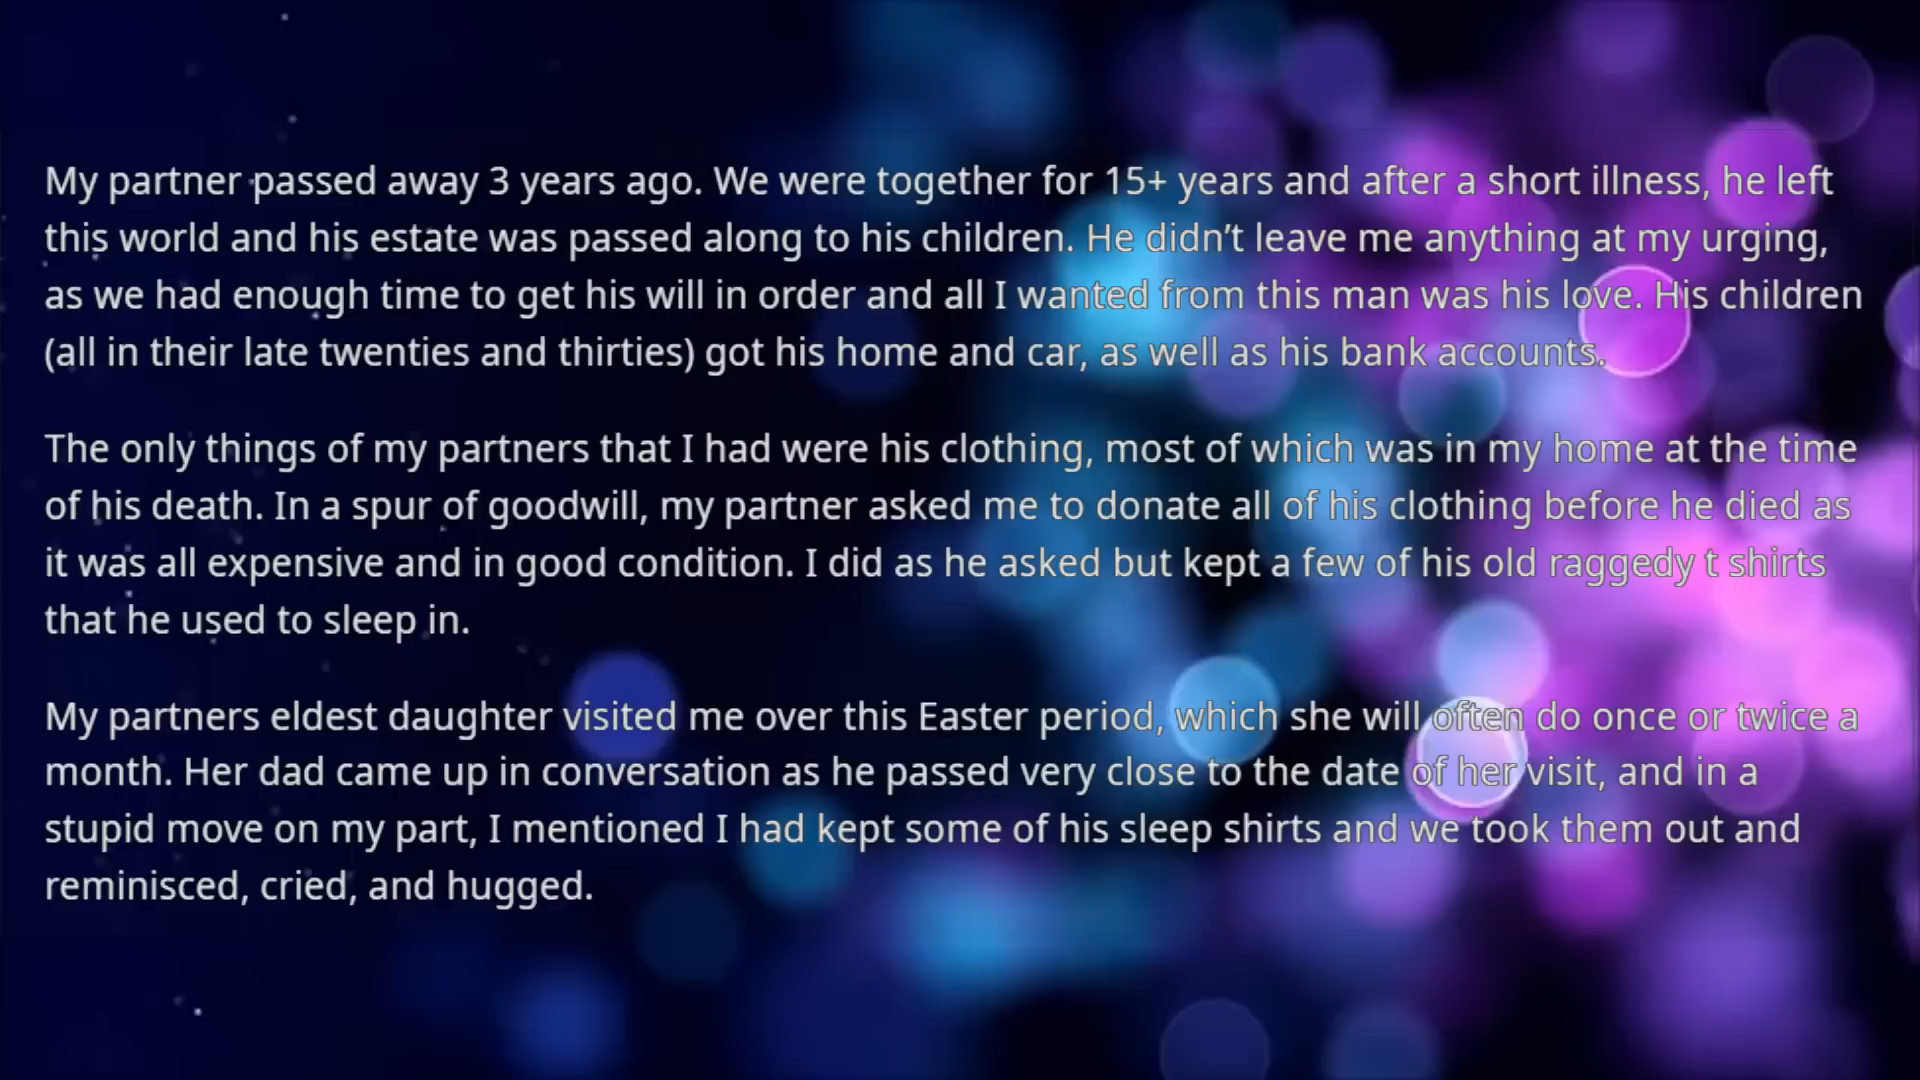 My partner passed away 3 years ago. We were together for 15+ years and after a short illness, he left
this world and his estate was passed along to his children. He didn’t leave me anything at my urging,
as we had enough time to get his will in order and all I wanted from this man was his love. His children
(all in their late twenties and thirties) got his home and car, as well as his bank accounts.
The only things of my partners that I had were his clothing, most of which was in my home at the time
of his death. In a spur of goodwill, my partner asked me to donate all of his clothing before he died as
it was all expensive and in good condition. I did as he asked but kept a few of his old raggedy t shirts
that he used to sleep in.
My partners eldest daughter visited me over this Easter period, which she will often do once or twice a
month. Her dad came up in conversation as he passed very close to the date of her visit, and in a
stupid move on my part, I mentioned I had kept some of his sleep shirts and we took them out and
reminisced, cried, and hugged.